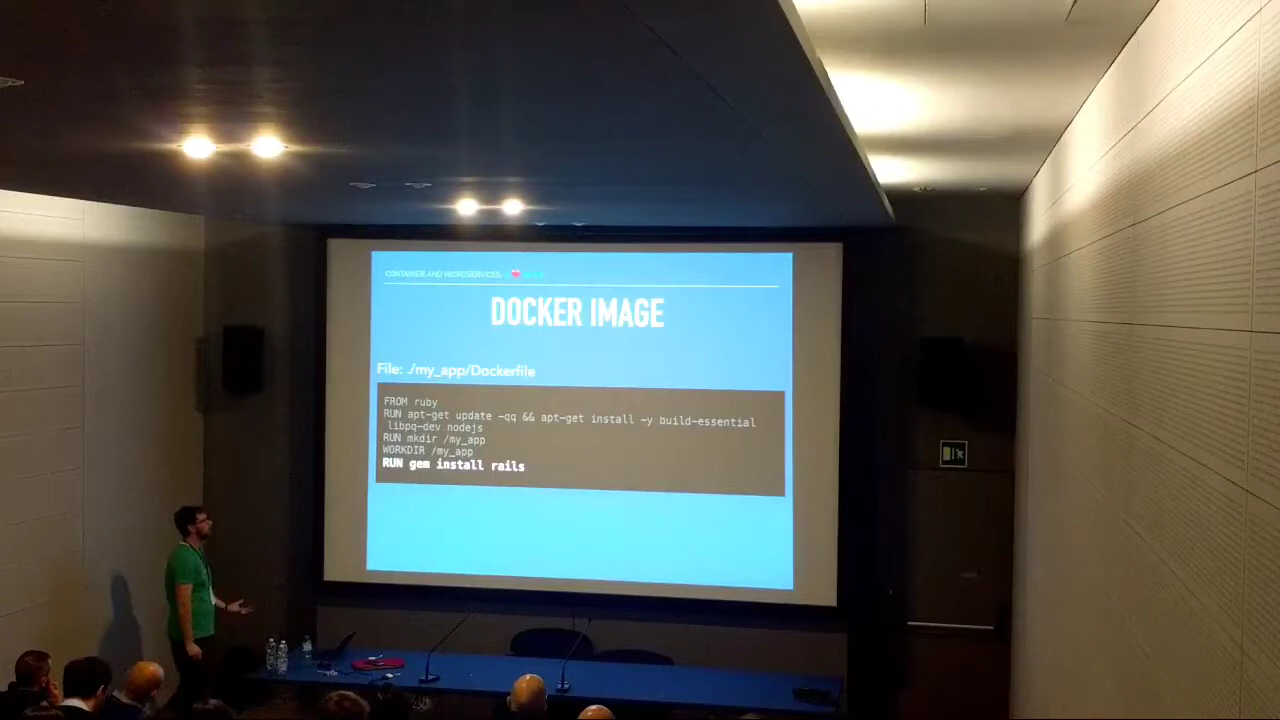 CONTAINER AND MICROSERVICES
DOCKER IMAGE
File: ./my_app/Dockerfile
FROM ruby
RUN apt-get update -qq && apt-get install -y build-essential
libpq-dev nodejs
RUN mkdir /my_app
WORKDIR /my_app
RUN gem install rails